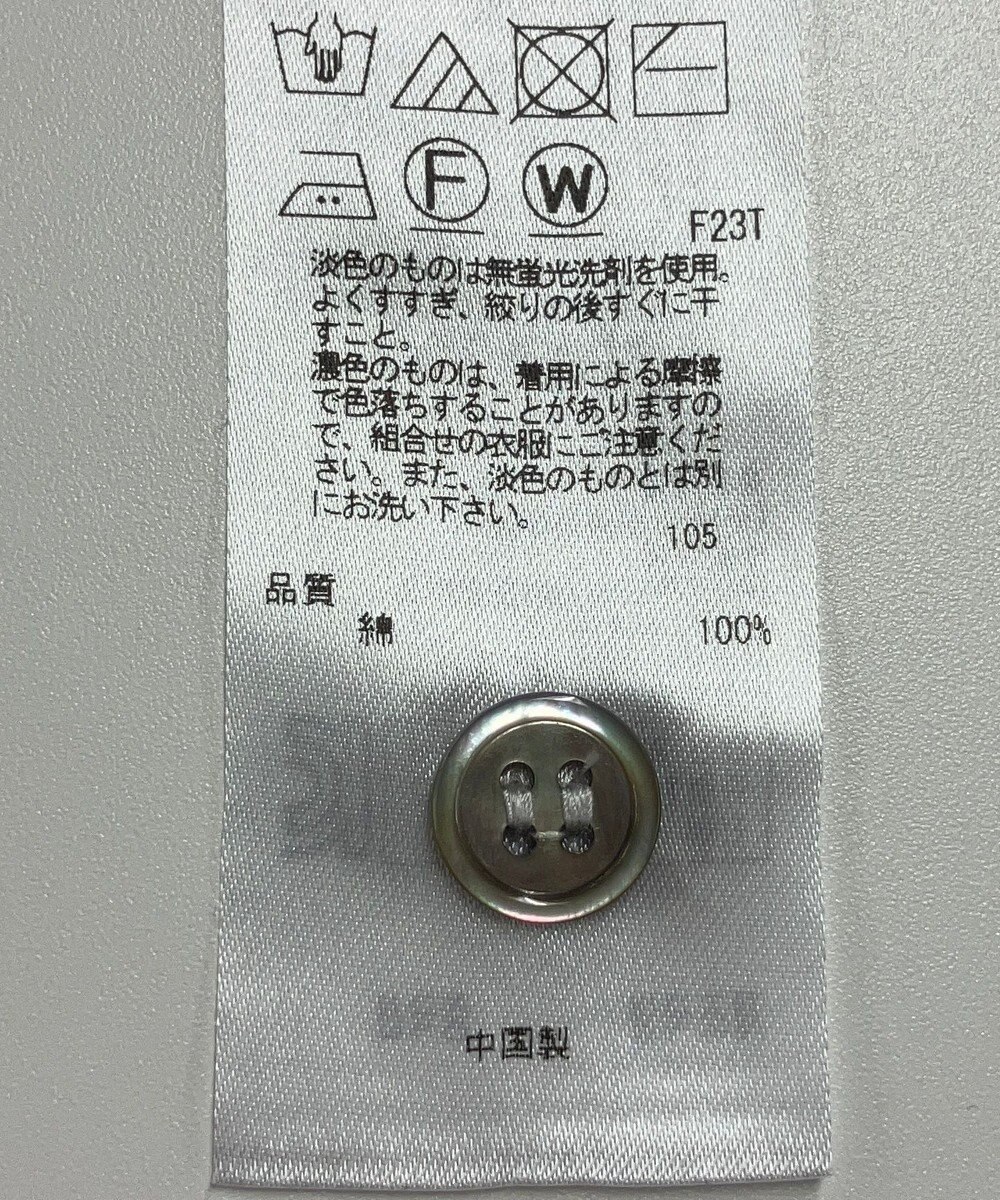 F W
F23T
淡色のものは無蛍光洗剤を使用。
よくすすぎ、絞りの後すぐに干
すこと。
濃色のものは、着用による摩擦
で色落ちすることがありますの
で、組合せの衣服にご注意くだ
さい。また、淡色のものとは別
にお洗い下さい。
105
品質
綿 100%
中国製